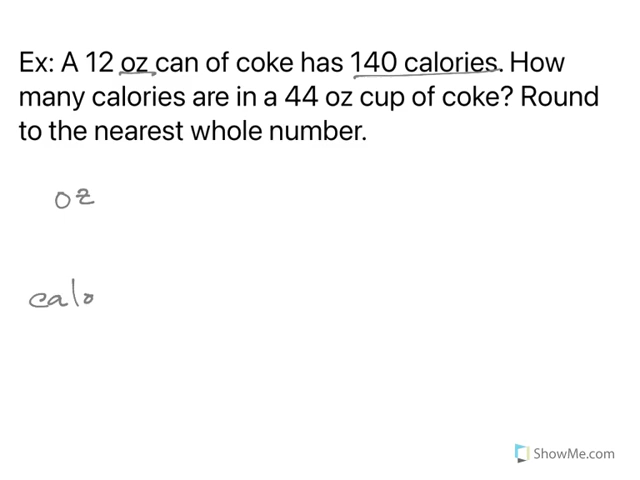 Ex: A 12 oz can of coke has 140 calories. How
many calories are in a 44 oz cup of coke? Round
to the nearest whole number.
oz
calo
ShowMe.com